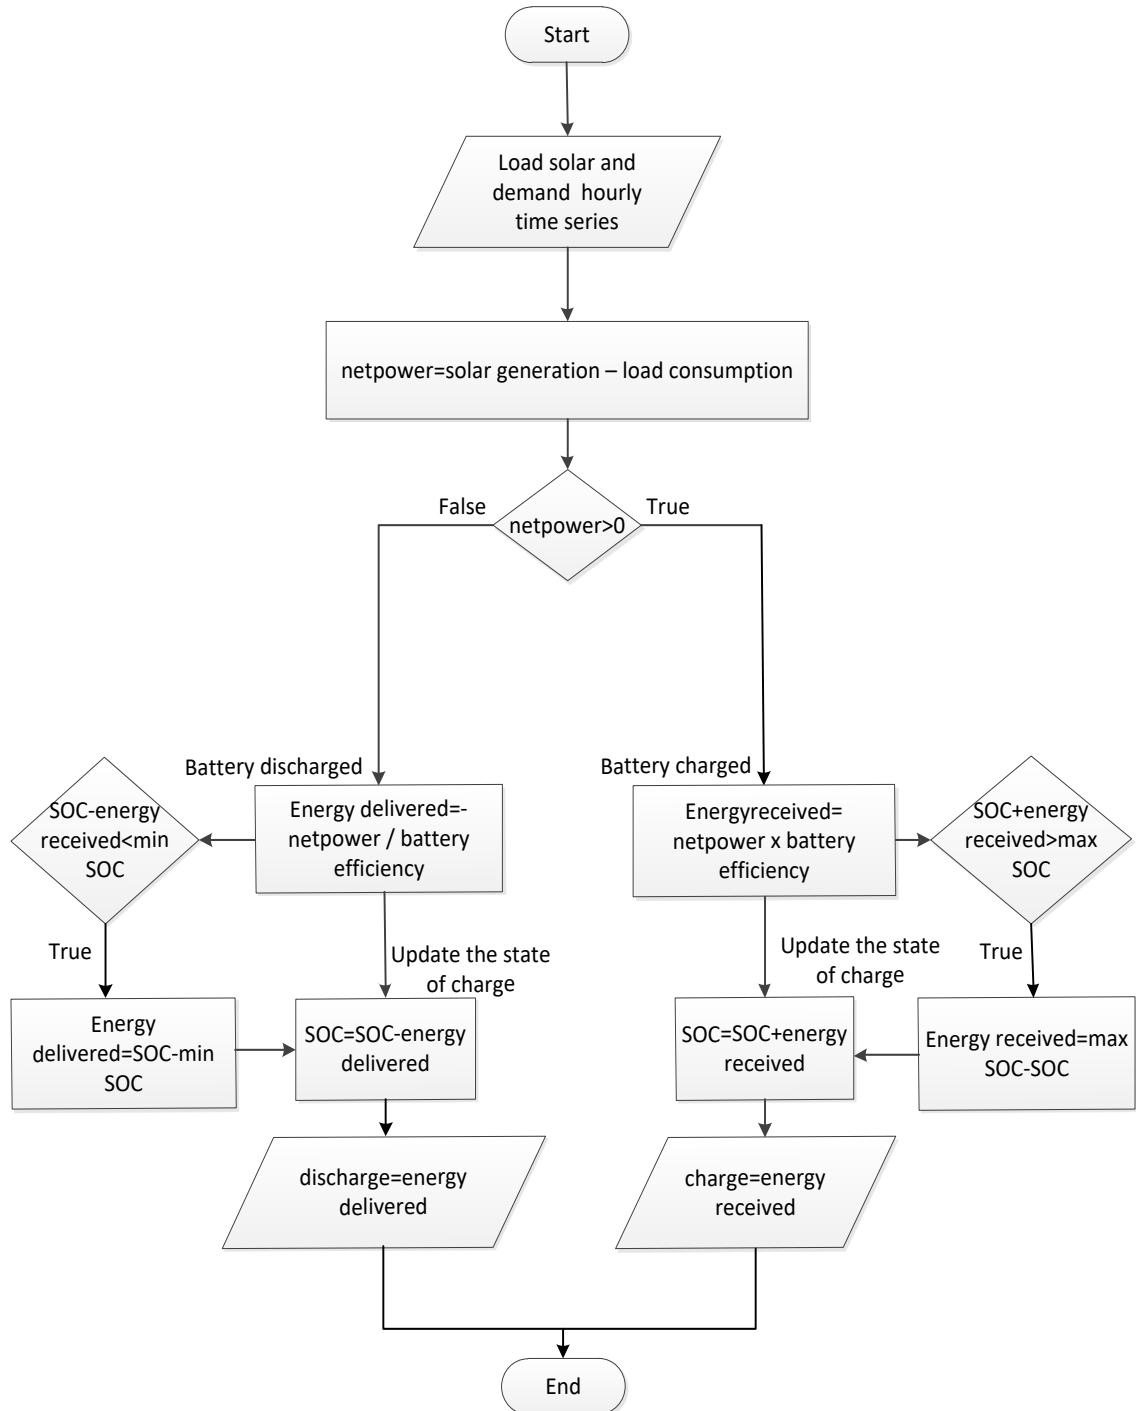 Start
Load solar and
demand  hourly
time series
netpower=solar generation – load consumption
False
True
netpower>0
Battery discharged
Battery charged
SOC-energy
received<min
SOC
Energy delivered=-
netpower / battery
efficiency
Energyreceived=
netpower x battery
efficiency
SOC+energy
received>max
SOC
True
Update the state
of charge
Update the state
of charge
True
Energy
delivered=SOC-min
SOC
SOC=SOC-energy
delivered
SOC=SOC+energy
received
Energy received=max
SOC-SOC
discharge=energy
delivered
charge=energy
received
End